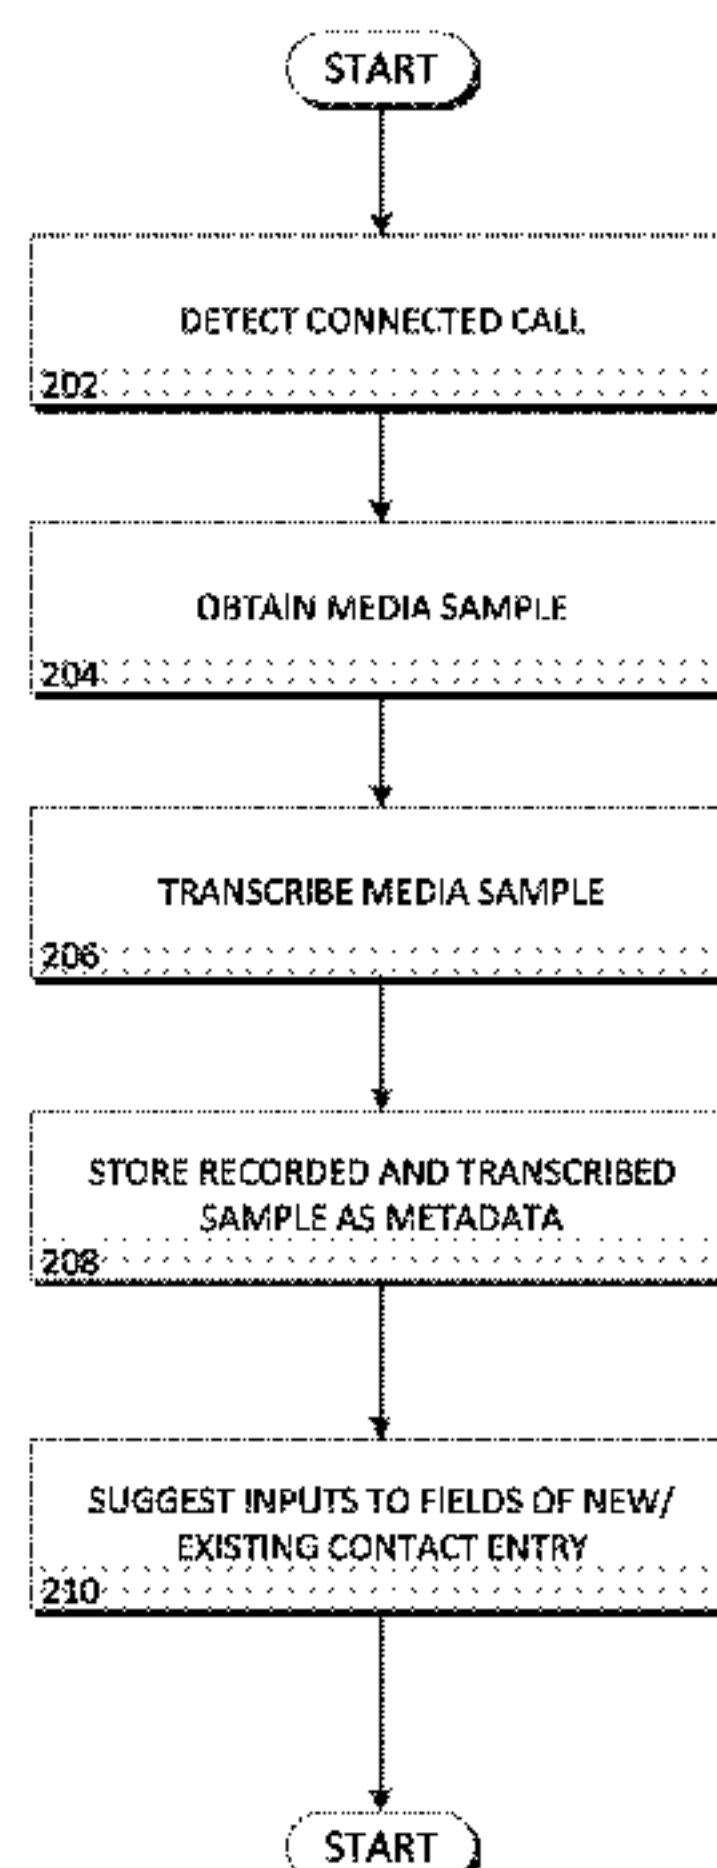 START
DETECT CONNECTED CALL
202
OBTAIN MEDIA SAMPLE
204
TRANSCRIBE MEDIA SAMPLE
206
STORE RECORDED AND TRANSCRIBED
SAMPLE AS METADATA
208
SUGGEST INPUTS TO FIELDS OF NEW/
EXISTING CONTACT ENTRY
210
START